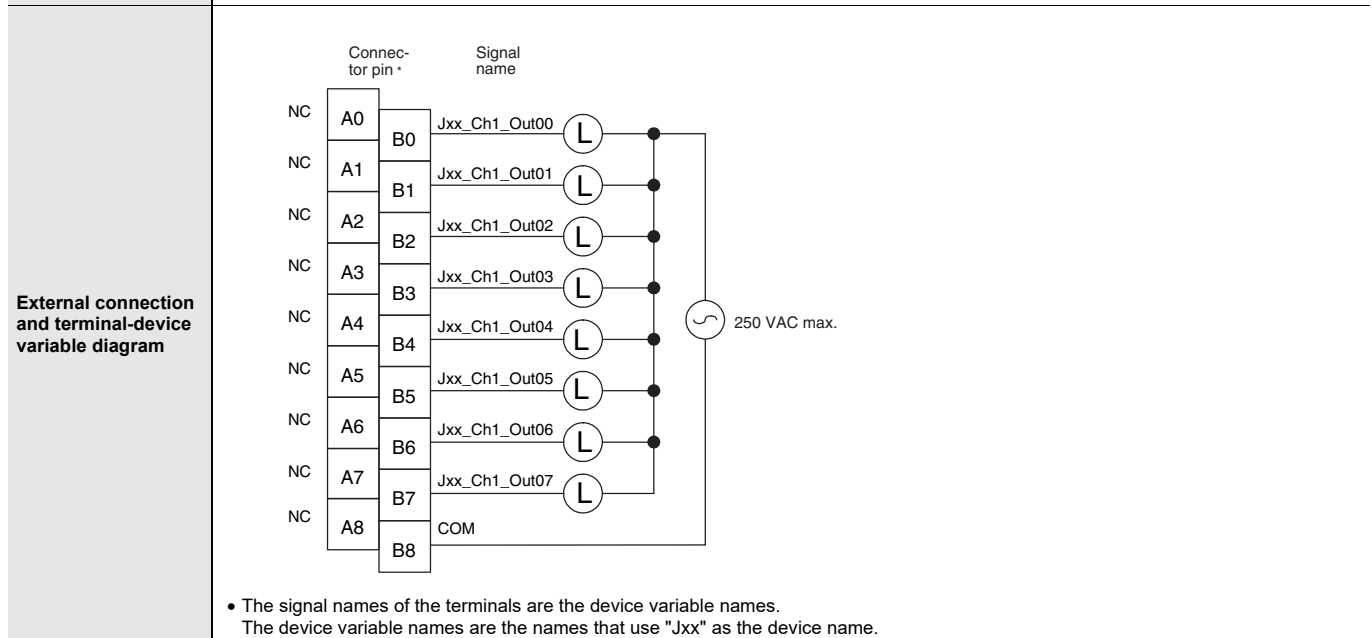 External connection
and terminal-device
variable diagram
Connec-
tor pin *
Signal
name
NC A0
B0 Jxx_Ch1_Out00 L
NC A1
B1 Jxx_Ch1_Out01 L
NC A2
B2 Jxx_Ch1_Out02 L
NC A3
B3 Jxx_Ch1_Out03 L
NC A4
B4 Jxx_Ch1_Out04 L
250 VAC max.
NC A5
B5 Jxx_Ch1_Out05 L
NC A6
B6 Jxx_Ch1_Out06 L
NC A7
B7 Jxx_Ch1_Out07 L
NC A8
B8 COM
• The signal names of the terminals are the device variable names.
The device variable names are the names that use "Jxx" as the device name.